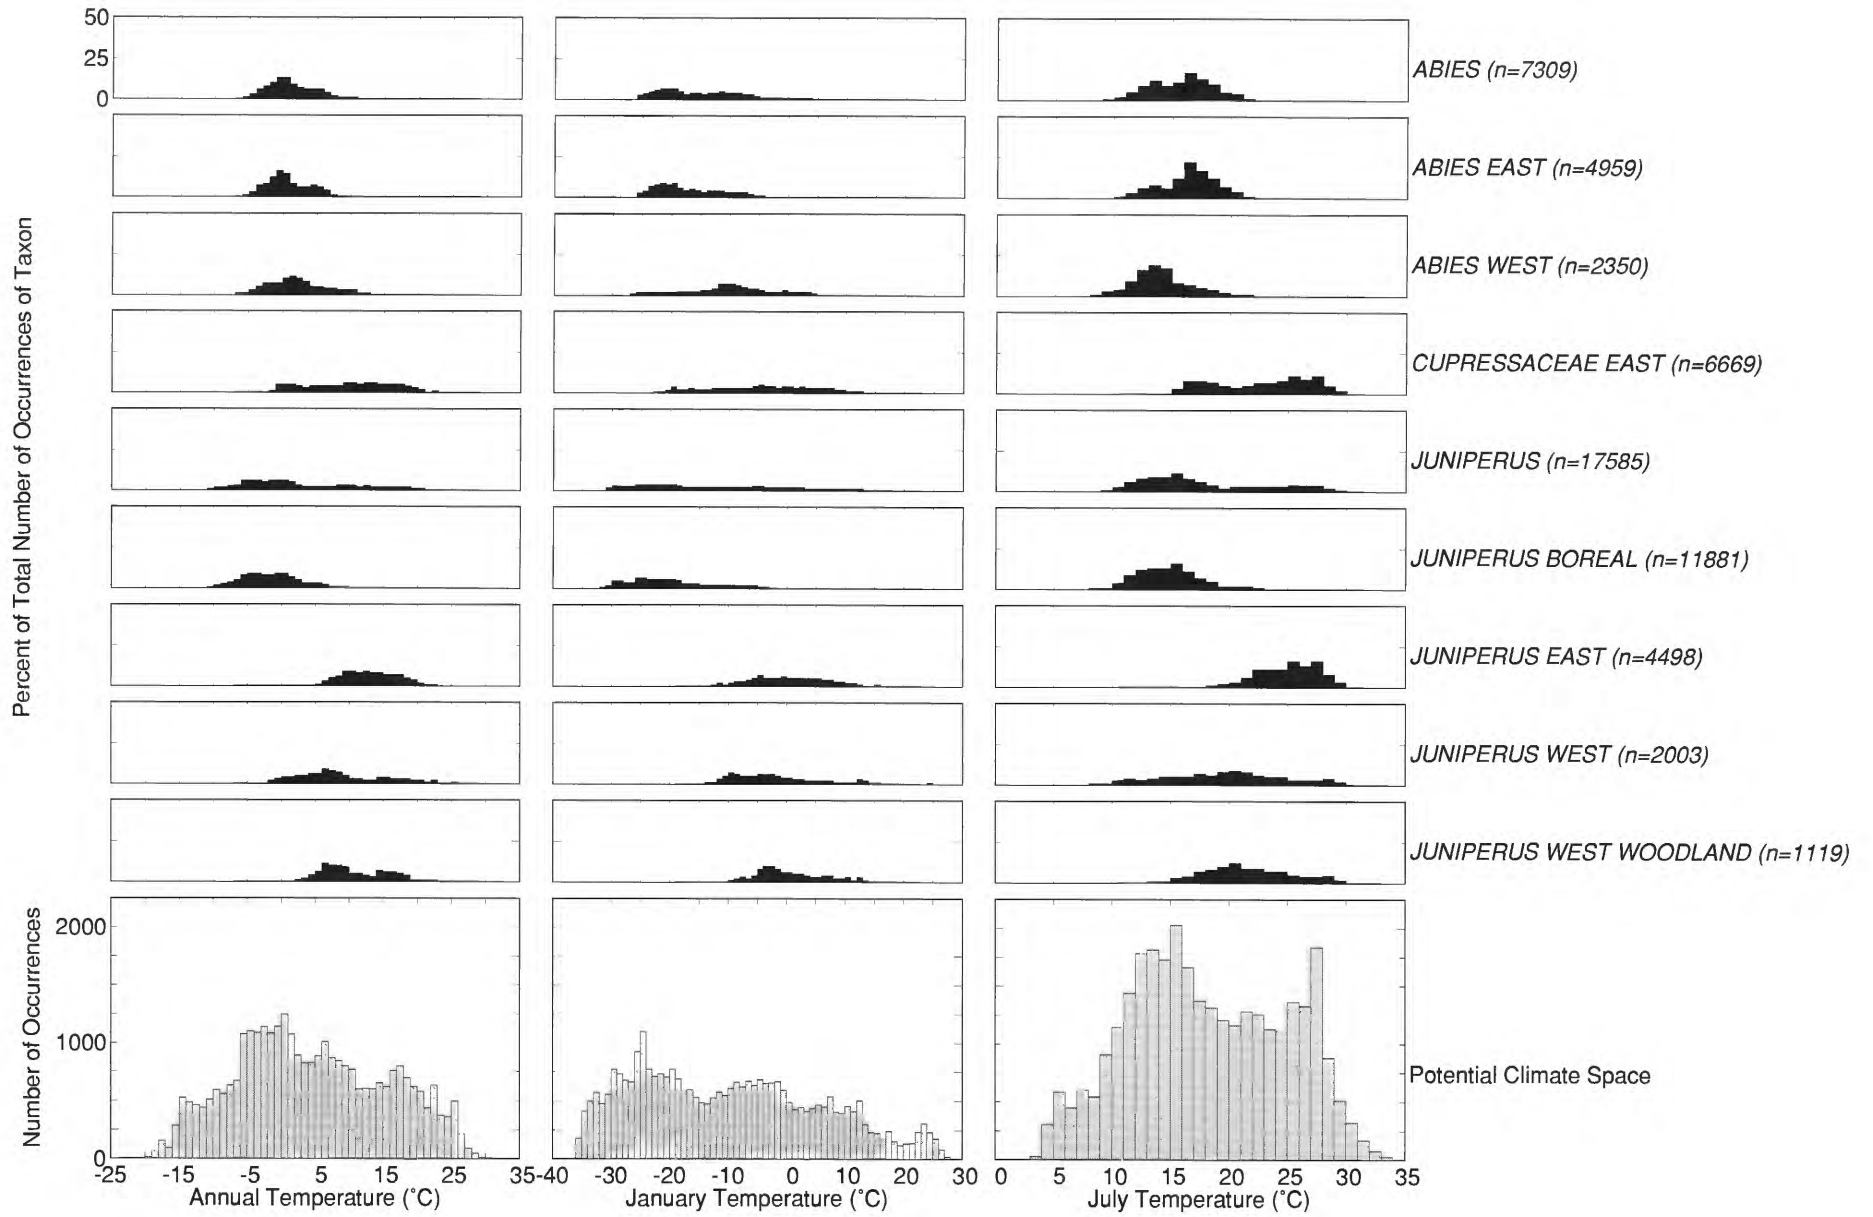 50
25
0
ABIES (n=7309)
ABIES EAST (n=4959)
ABIES WEST (n=2350)
CUPRESSACEAE EAST (n=6669)
JUNIPERUS (n=17585)
JUNIPERUS BOREAL (n=11881)
JUNIPERUS EAST (n=4498)
JUNIPERUS WEST (n=2003)
JUNIPERUS WEST WOODLAND (n=1119)
Percent of Total Number of Occurrences of Taxon
Number of Occurrences
2000
1000
0
Potential Climate Space
-25 -15 -5 5 15 25 35
Annual Temperature (°C)
-40 -30 -20 -10 0 10 20 30
January Temperature (°C)
0 5 10 15 20 25 30 35
July Temperature (°C)